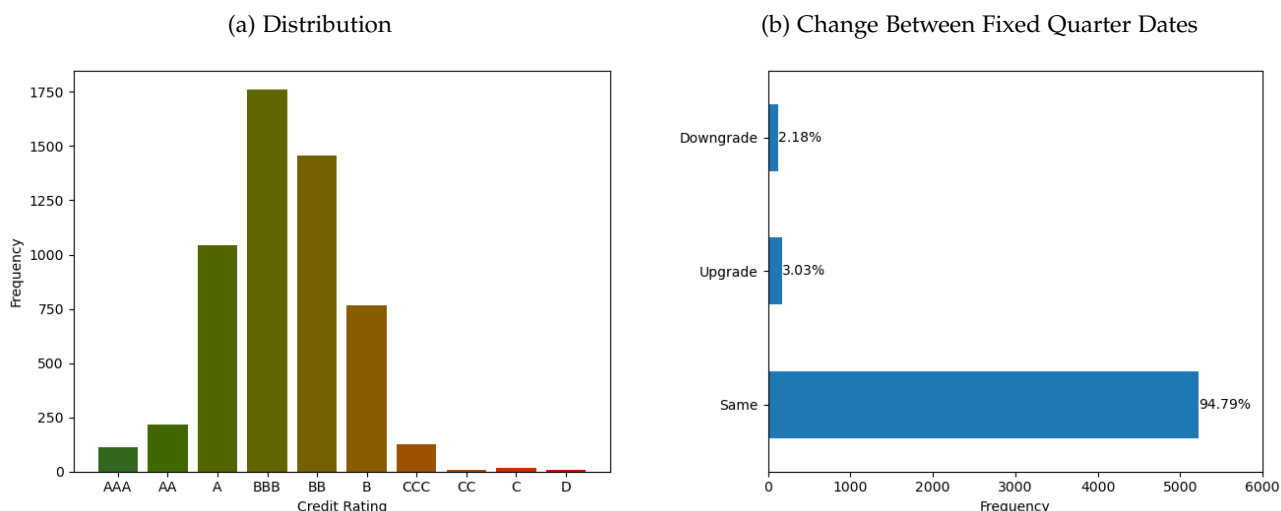 (a) Distribution
1750
1500
1250
1000
750
500
250
0
Frequency
AAA AA A BBB BB B CCC CC C D
Credit Rating
(b) Change Between Fixed Quarter Dates
Downgrade
2.18%
Upgrade
3.03%
Same
94.79%
0 1000 2000 3000 4000 5000 6000
Frequency